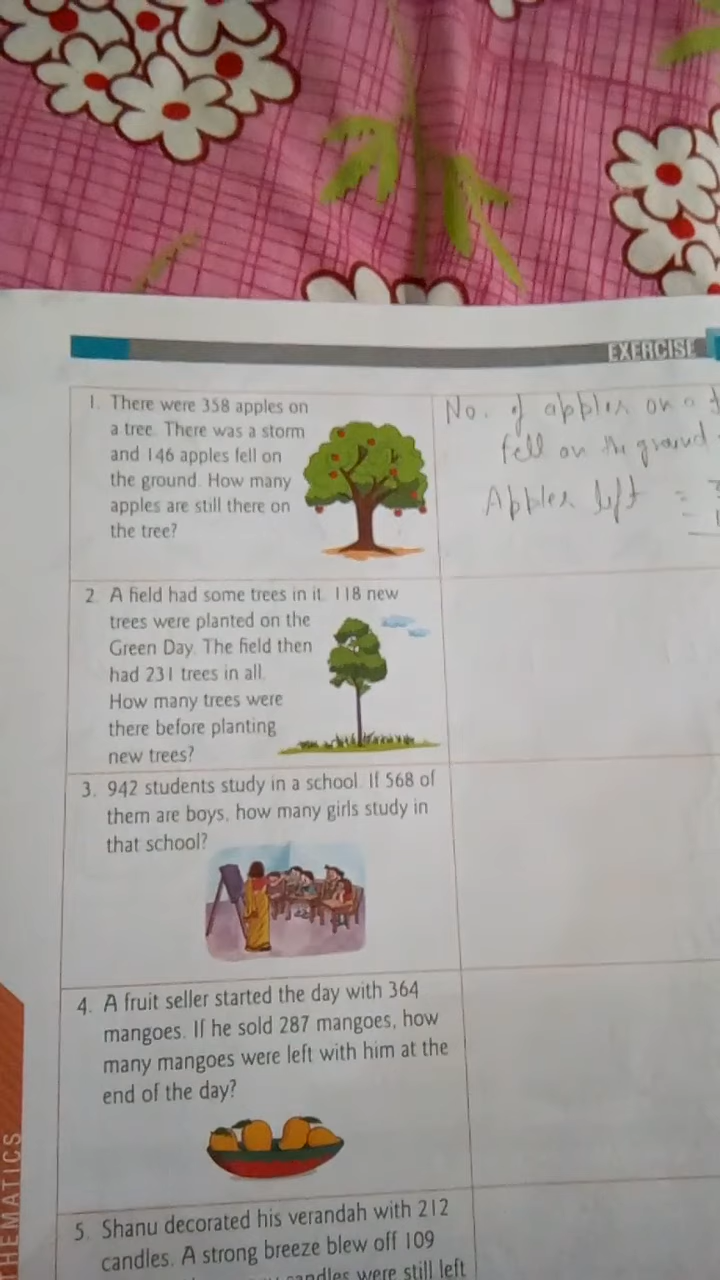 EXERCISE
1. There were 358 apples on
a tree. There was a storm
and 146 apples fell on
the ground. How many
apples are still there on
the tree?
No. of apples on a
fell on the ground
Apples left =
2. A field had some trees in it. 118 new
trees were planted on the
Green Day. The field then
had 231 trees in all.
How many trees were
there before planting
new trees?
3. 942 students study in a school. If 568 of
them are boys, how many girls study in
that school?
4. A fruit seller started the day with 364
mangoes. If he sold 287 mangoes, how
many mangoes were left with him at the
end of the day?
5. Shanu decorated his verandah with 212
candles. A strong breeze blew off 109
candles were still left
THEMATICS